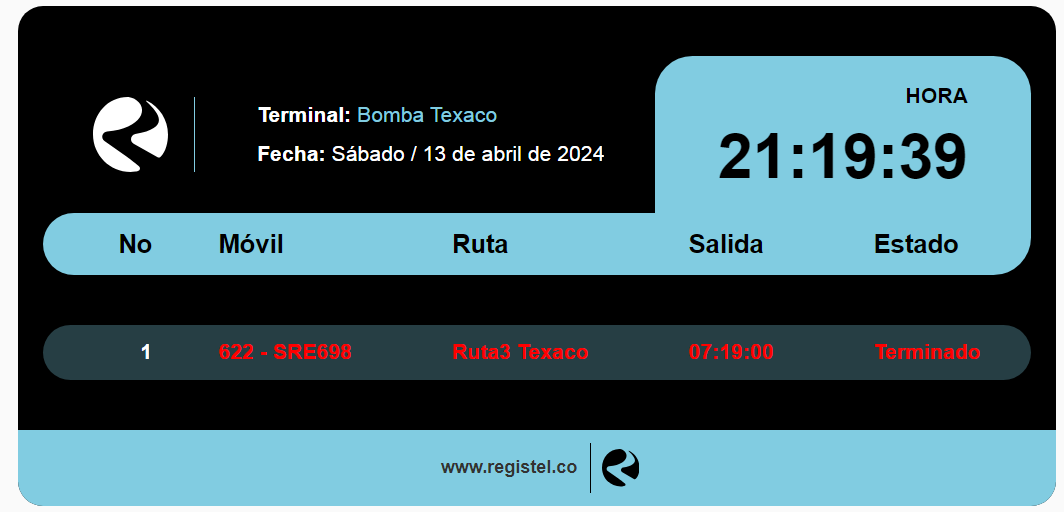 HORA
Terminal: Bomba Texaco
21:19:39
Fecha: Sábado / 13 de abril de 2024
No Móvil Ruta Salida Estado
1 622 - SRE698 Ruta3 Texaco 07:19:00 Terminado
www.registel.co